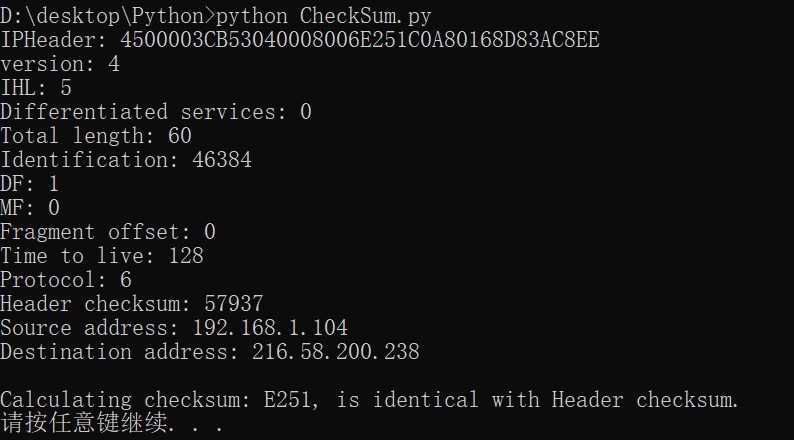 D:\desktop\Python>python CheckSum.py
IPHeader: 4500003CB53040008006E251C0A80168D83AC8EE
version: 4
IHL: 5
Differentiated services: 0
Total length: 60
Identification: 46384
DF: 1
MF: 0
Fragment offset: 0
Time to live: 128
Protocol: 6
Header checksum: 57937
Source address: 192.168.1.104
Destination address: 216.58.200.238
Calculating checksum: E251, is identical with Header checksum.
请按任意键继续. . .